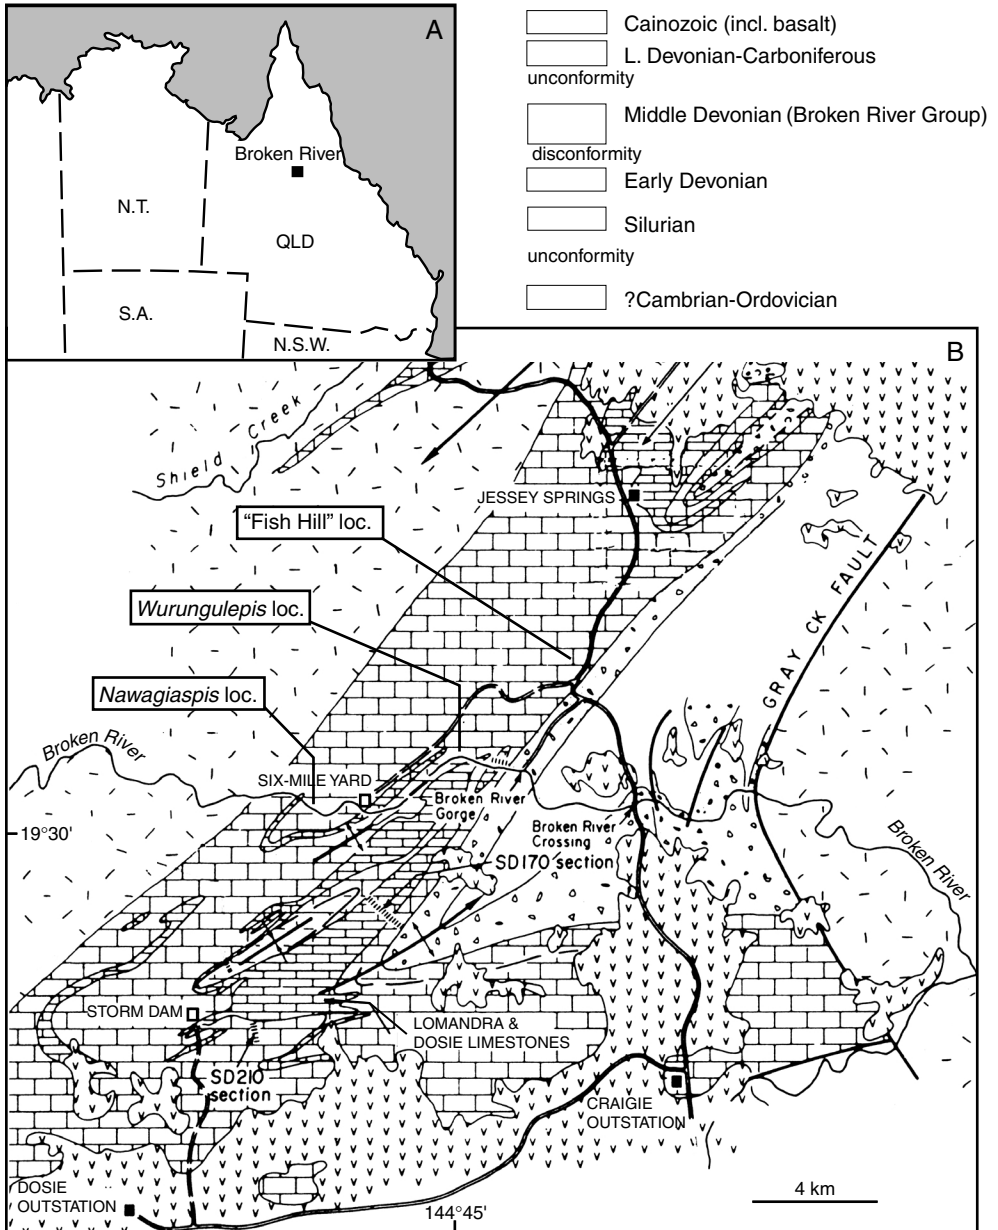 A
Broken River
N.T.
QLD
S.A.
N.S.W.
Cainozoic (incl. basalt)
L. Devonian-Carboniferous
unconformity
Middle Devonian (Broken River Group)
disconformity
Early Devonian
Silurian
unconformity
?Cambrian-Ordovician
B
Shield Creek
JESSEY SPRINGS
“Fish Hill” loc.
GRAY CK FAULT
Wurungulepis loc.
Nawagiaspis loc.
Broken River
SIX-MILE YARD
Broken River
Gorge
19°30'
Broken River
Crossing
Broken River
SD170 section
STORM DAM
LOMANDRA &
DOSIE LIMESTONES
SD210
section
CRAIGIE
OUTSTATION
DOSIE
OUTSTATION
4 km
144°45'